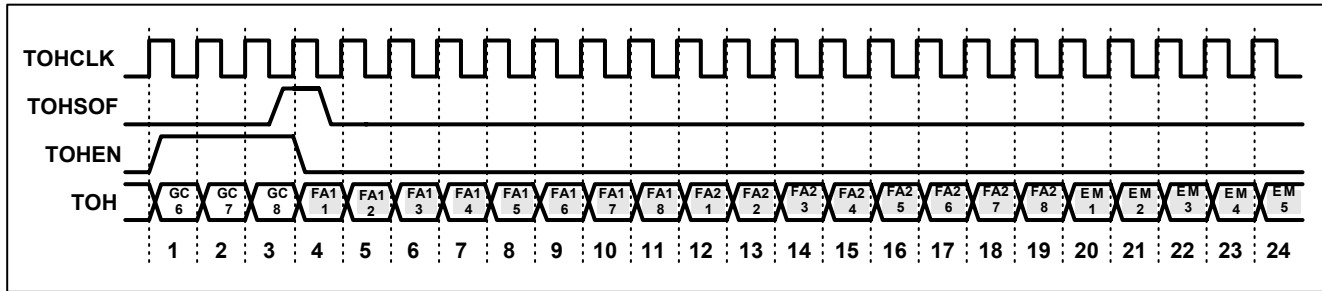 TOHCLK
TOHSOF
TOHEN
TOH GC 6 GC 7 GC 8 FA1 1 FA1 2 FA1 3 FA1 4 FA1 5 FA1 6 FA1 7 FA1 8 FA2 1 FA2 2 FA2 3 FA2 4 FA2 5 FA2 6 FA2 7 FA2 8 EM 1 EM 2 EM 3 EM 4 EM 5
1 2 3 4 5 6 7 8 9 10 11 12 13 14 15 16 17 18 19 20 21 22 23 24